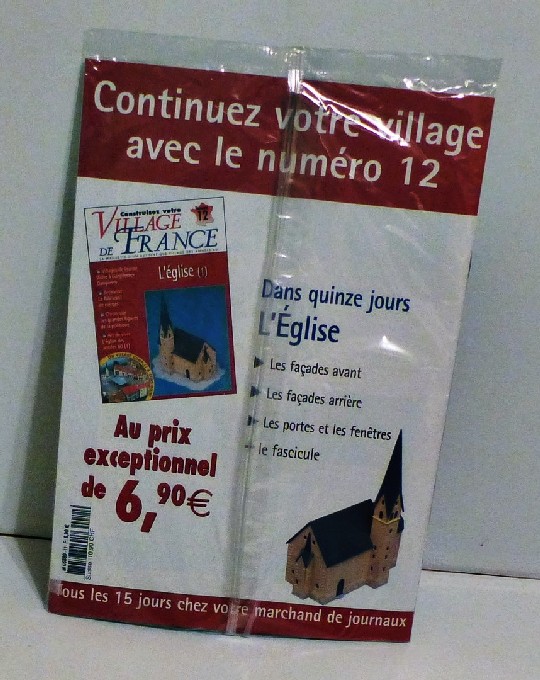 Continuez votre village
avec le numéro 12
Construisez votre
12
VILLAGE
DE FRANCE
L'église (1)
Dans quinze jours
L'Église
Les façades avant
Les façades arrière
Les portes et les fenêtres
+ le fascicule
Au prix
exceptionnel
de 6,90€
Tous les 15 jours chez votre marchand de journaux